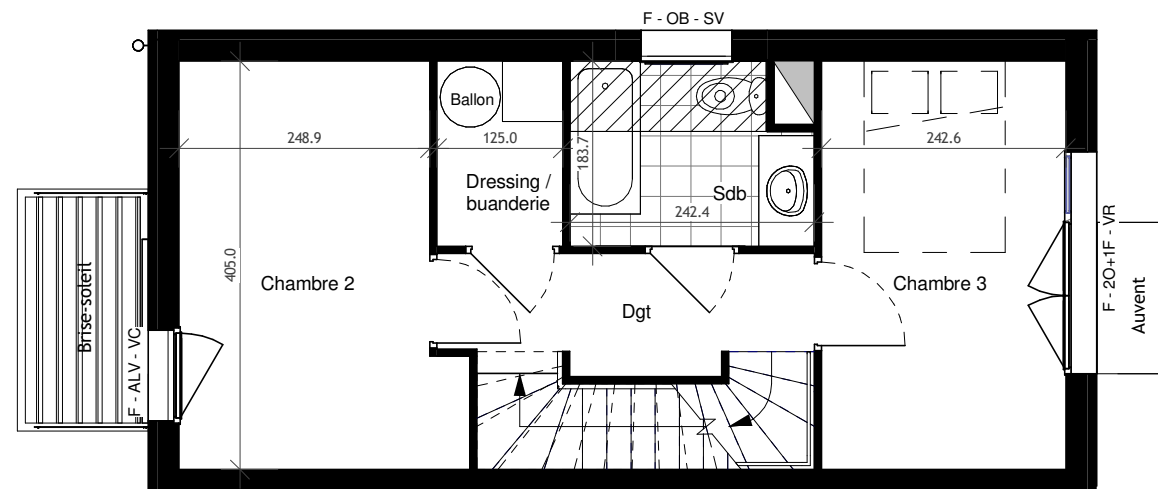 F - OB - SV
Ballon
248.9
125.0
183.7
242.6
Dressing /
buanderie
Sdb
242.4
405.0
Chambre 2
Chambre 3
Dgt
Brise-soleil
F - ALV - VC
F - 2O+1F - VR
Auvent